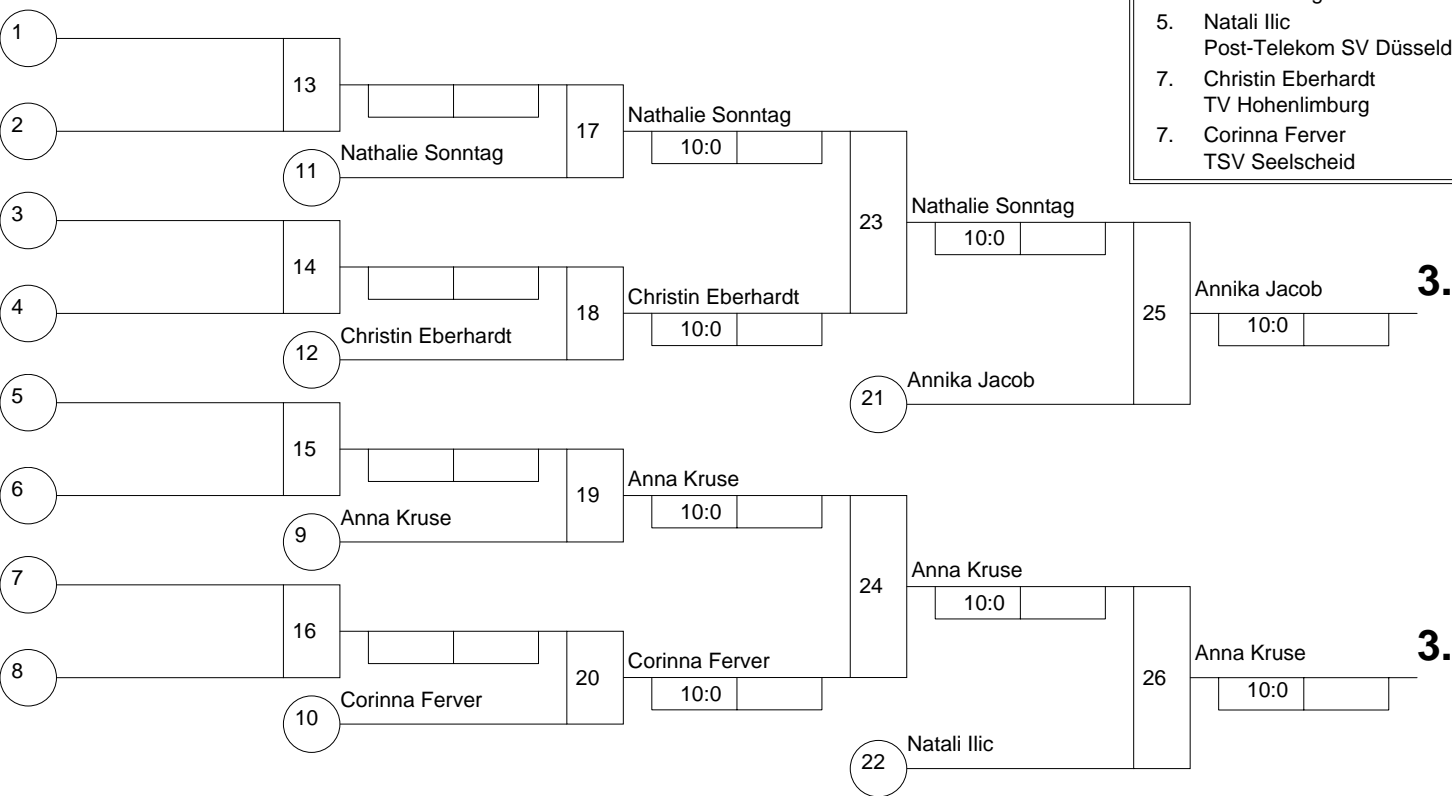 5. Natali Ilic
Post-Telekom SV Düsseld
7. Christin Eberhardt
TV Hohenlimburg
7. Corinna Ferver
TSV Seelscheid
1
13
2
17
Nathalie Sonntag
10:0
11
Nathalie Sonntag
3
23
Nathalie Sonntag
10:0
14
4
18
Christin Eberhardt
10:0
12
Christin Eberhardt
25
Annika Jacob
3.
10:0
21
Annika Jacob
5
15
6
19
Anna Kruse
10:0
9
Anna Kruse
7
24
Anna Kruse
10:0
16
8
20
Corinna Ferver
10:0
10
Corinna Ferver
26
Anna Kruse
3.
10:0
22
Natali Ilic